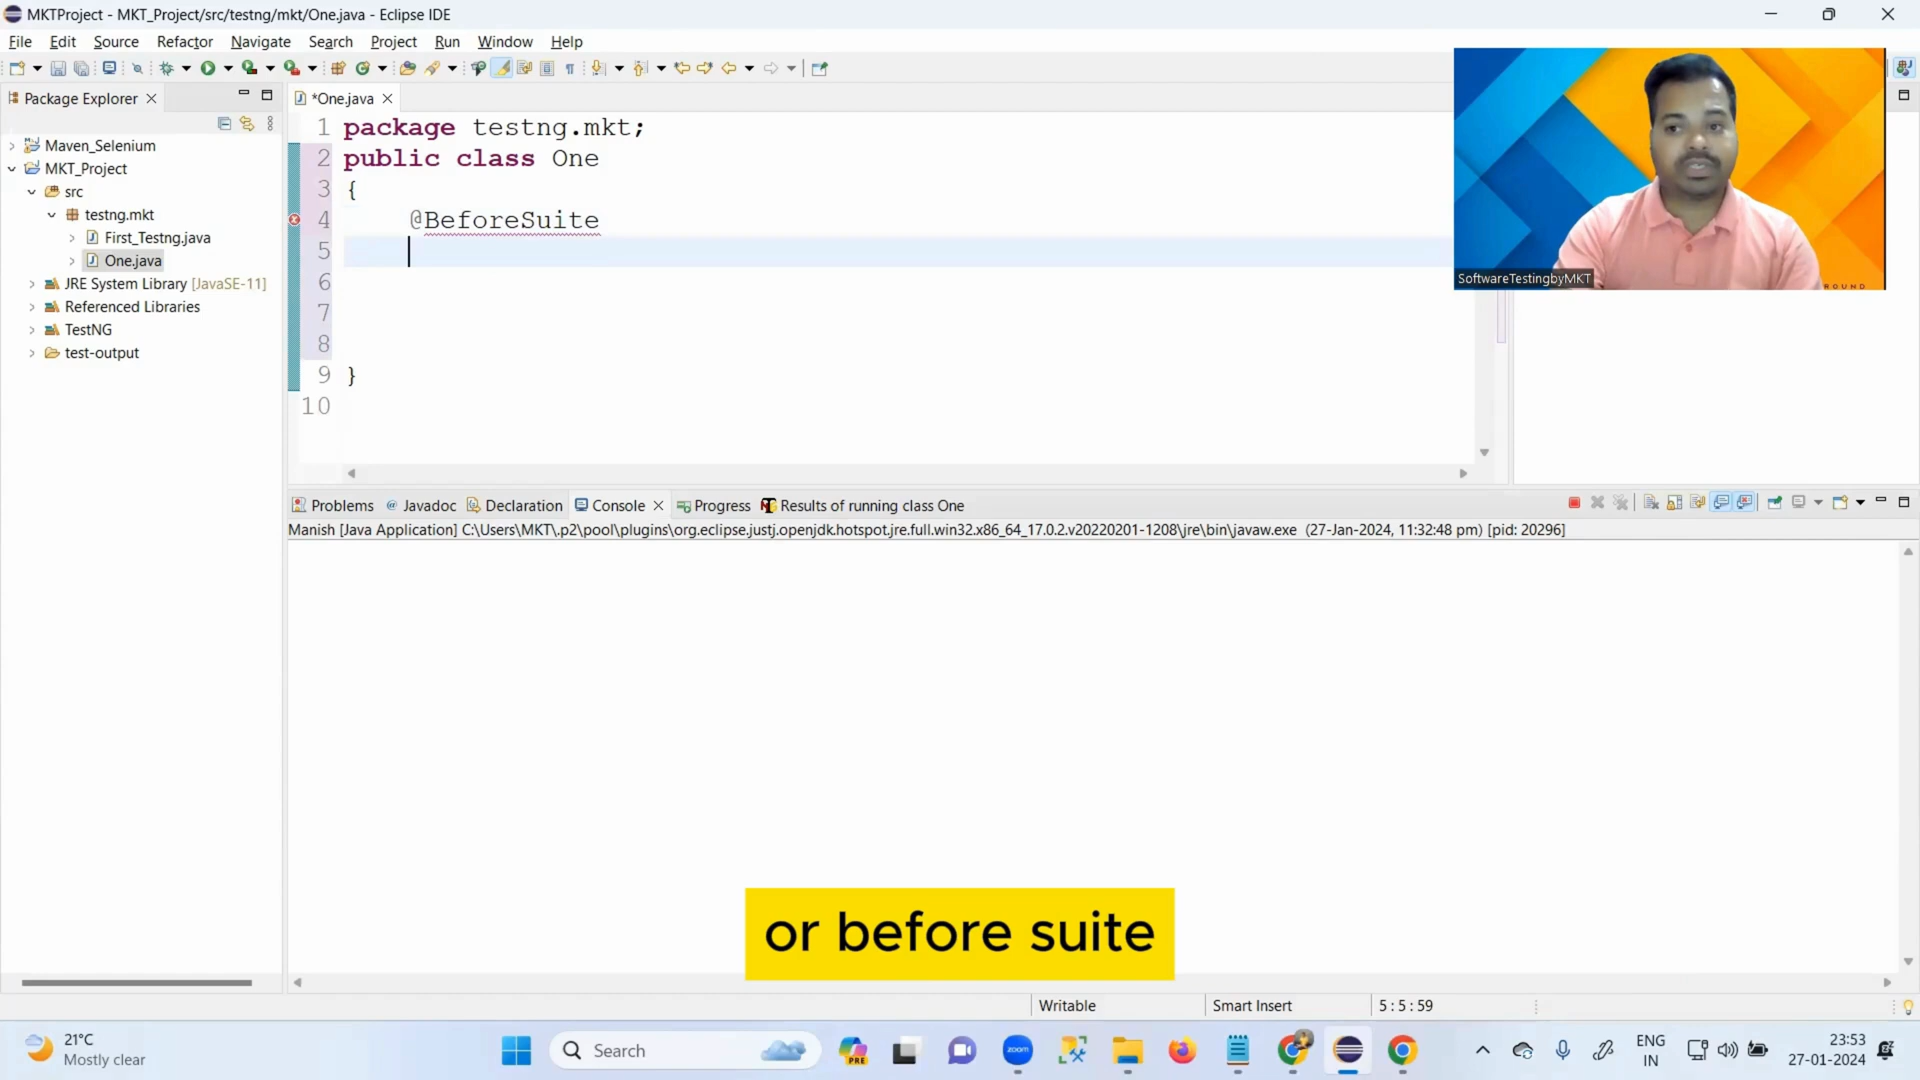 MKTProject - MKT_Project/src/testng/mkt/One.java - Eclipse IDE
File Edit Source Refactor Navigate Search Project Run Window Help
Package Explorer
*One.java
Maven_Selenium
MKT_Project
src
testng.mkt
First_Testng.java
One.java
JRE System Library [JavaSE-11]
Referenced Libraries
TestNG
test-output
1 package testng.mkt;
2 public class One
3 {
4 @BeforeSuite
5
6
7
8
9 }
10
SoftwareTestingbyMKT
ROUND
Problems Javadoc Declaration Console Progress Results of running class One
Manish [Java Application] C:\Users\MKT\.p2\pool\plugins\org.eclipse.justj.openjdk.hotspot.jre.full.win32.x86_64_17.0.2.v20220201-1208\jre\bin\javaw.exe (27-Jan-2024, 11:32:48 pm) [pid: 20296]
or before suite
Writable Smart Insert 5 : 5 : 59
21°C
Mostly clear
Search
PRE
zoom
ENG
IN
23:53
27-01-2024